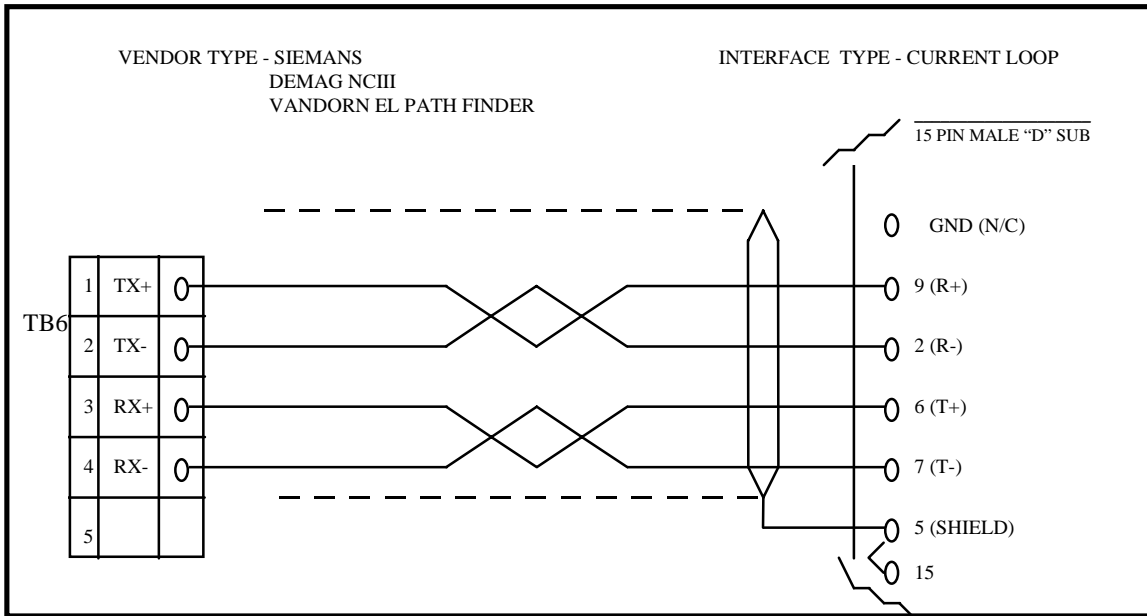 VENDOR TYPE - SIEMANS
DEMAG NCIII
VANDORN EL PATH FINDER
INTERFACE TYPE - CURRENT LOOP
15 PIN MALE “D” SUB
GND (N/C)
TB6
1 TX+
9 (R+)
2 TX-
2 (R-)
3 RX+
6 (T+)
4 RX-
7 (T-)
5
5 (SHIELD)
15